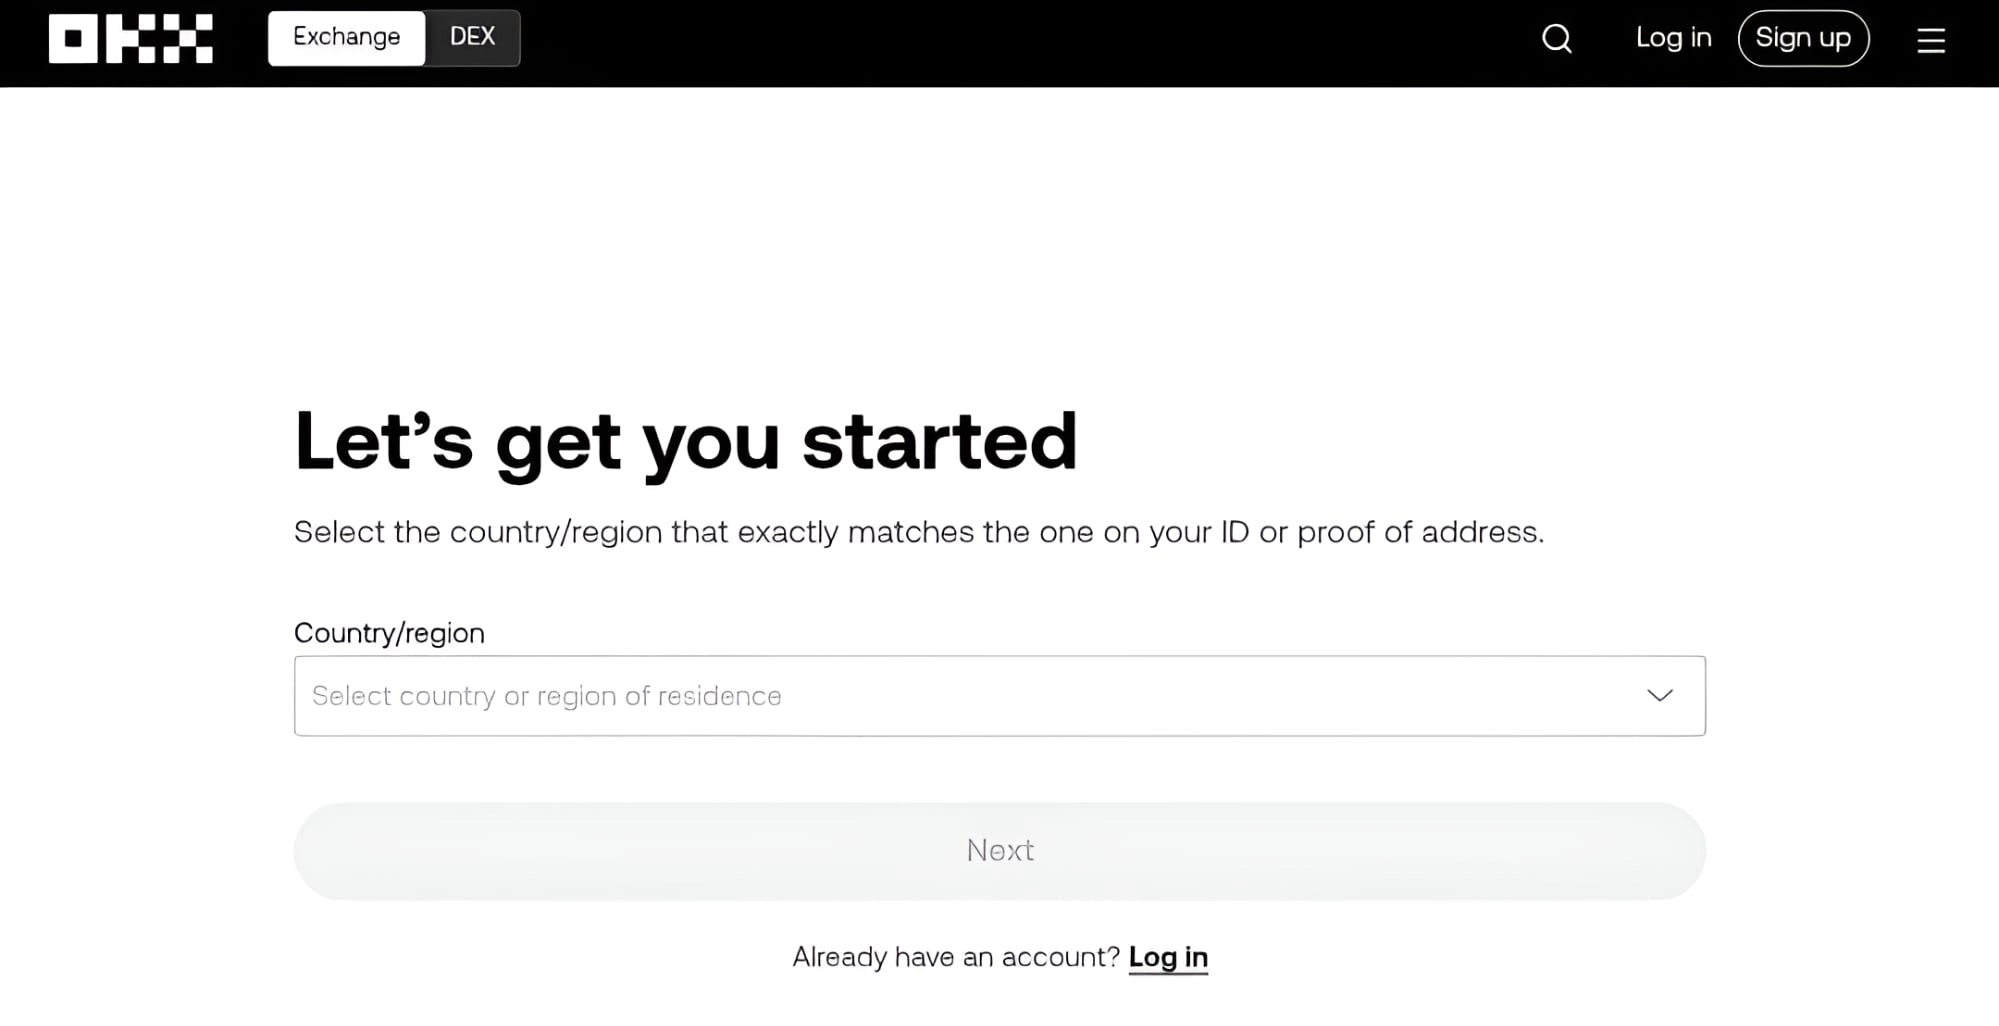 OKX
Exchange DEX Log in Sign up
Let’s get you started
Select the country/region that exactly matches the one on your ID or proof of address.
Country/region
Select country or region of residence
Next
Already have an account? Log in